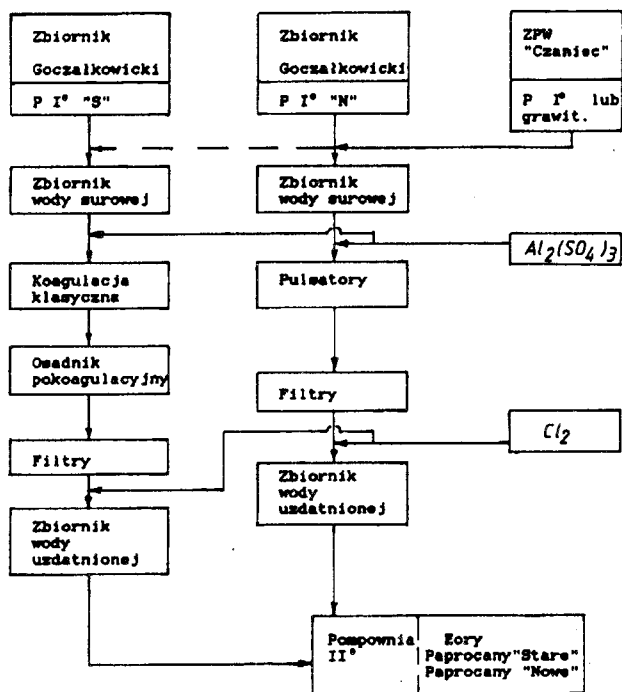 Zbiornik
Goczałkowicki
P I° "S"
Zbiornik
Goczałkowicki
P I° "N"
ZPW
"Czaniec"
P I° lub
grawit.
Zbiornik
wody surowej
Zbiornik
wody surowej
Al₂(SO₄)₃
Koagulacja
klasyczna
Pulsatory
Osadnik
pokoagulacyjny
Filtry
Cl₂
Filtry
Zbiornik
wody
uzdatnionej
Zbiornik
wody
uzdatnionej
Pompownia
II°
Żory
Paprocany "Stare"
Paprocany "Nowe"